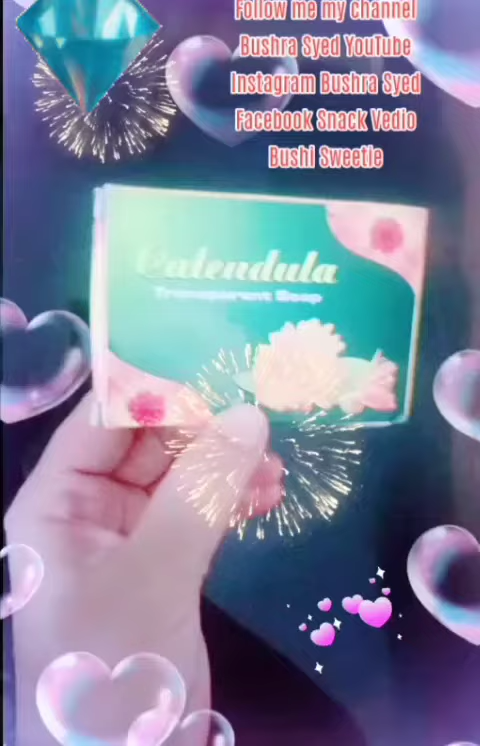 Follow me my channel
Bushra Syed YouTube
Instagram Bushra Syed
Facebook Snack Vedio
Bushi Sweetie
Calendula
Transparent Soap